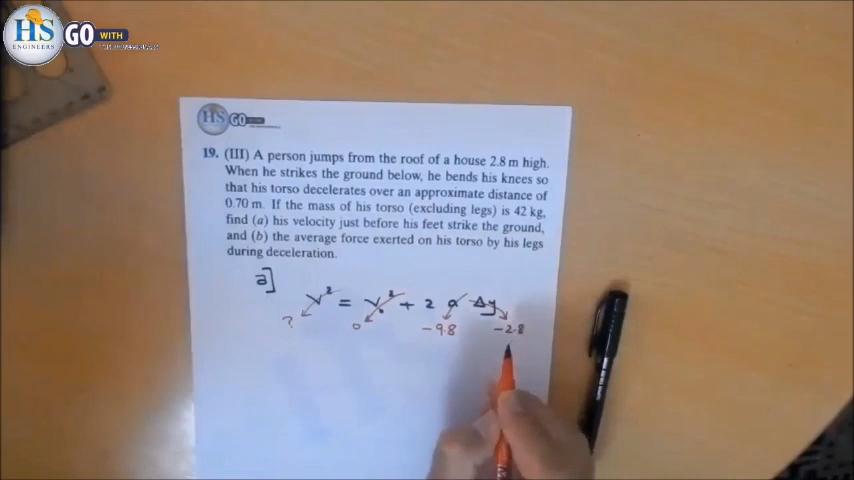 HS
ENGINEERS
GO WITH
HS GO
19. (III) A person jumps from the roof of a house 2.8 m high.
When he strikes the ground below, he bends his knees so
that his torso decelerates over an approximate distance of
0.70 m. If the mass of his torso (excluding legs) is 42 kg,
find (a) his velocity just before his feet strike the ground,
and (b) the average force exerted on his torso by his legs
during deceleration.
a]
v² = v₀² + 2 a Δy
? 0 -9.8 -2.8